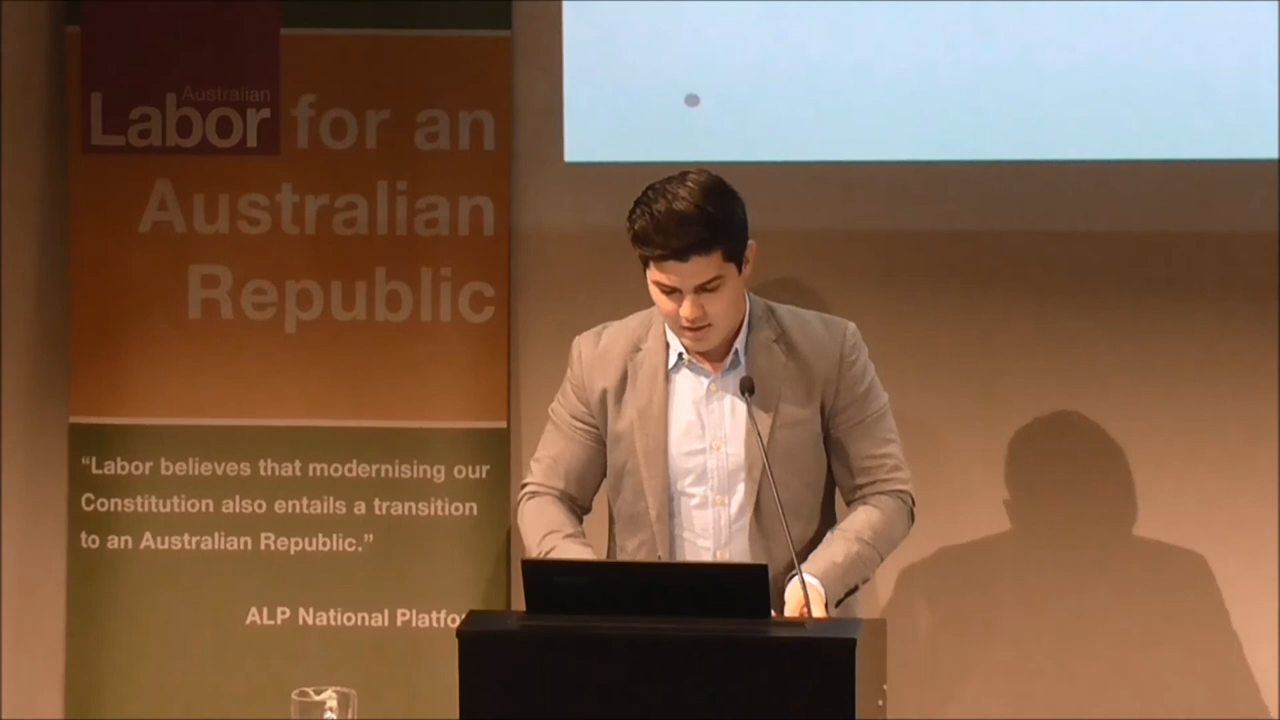 Australian
Labor for an
Australian
Republic
“Labor believes that modernising our
Constitution also entails a transition
to an Australian Republic.”
ALP National Platfo